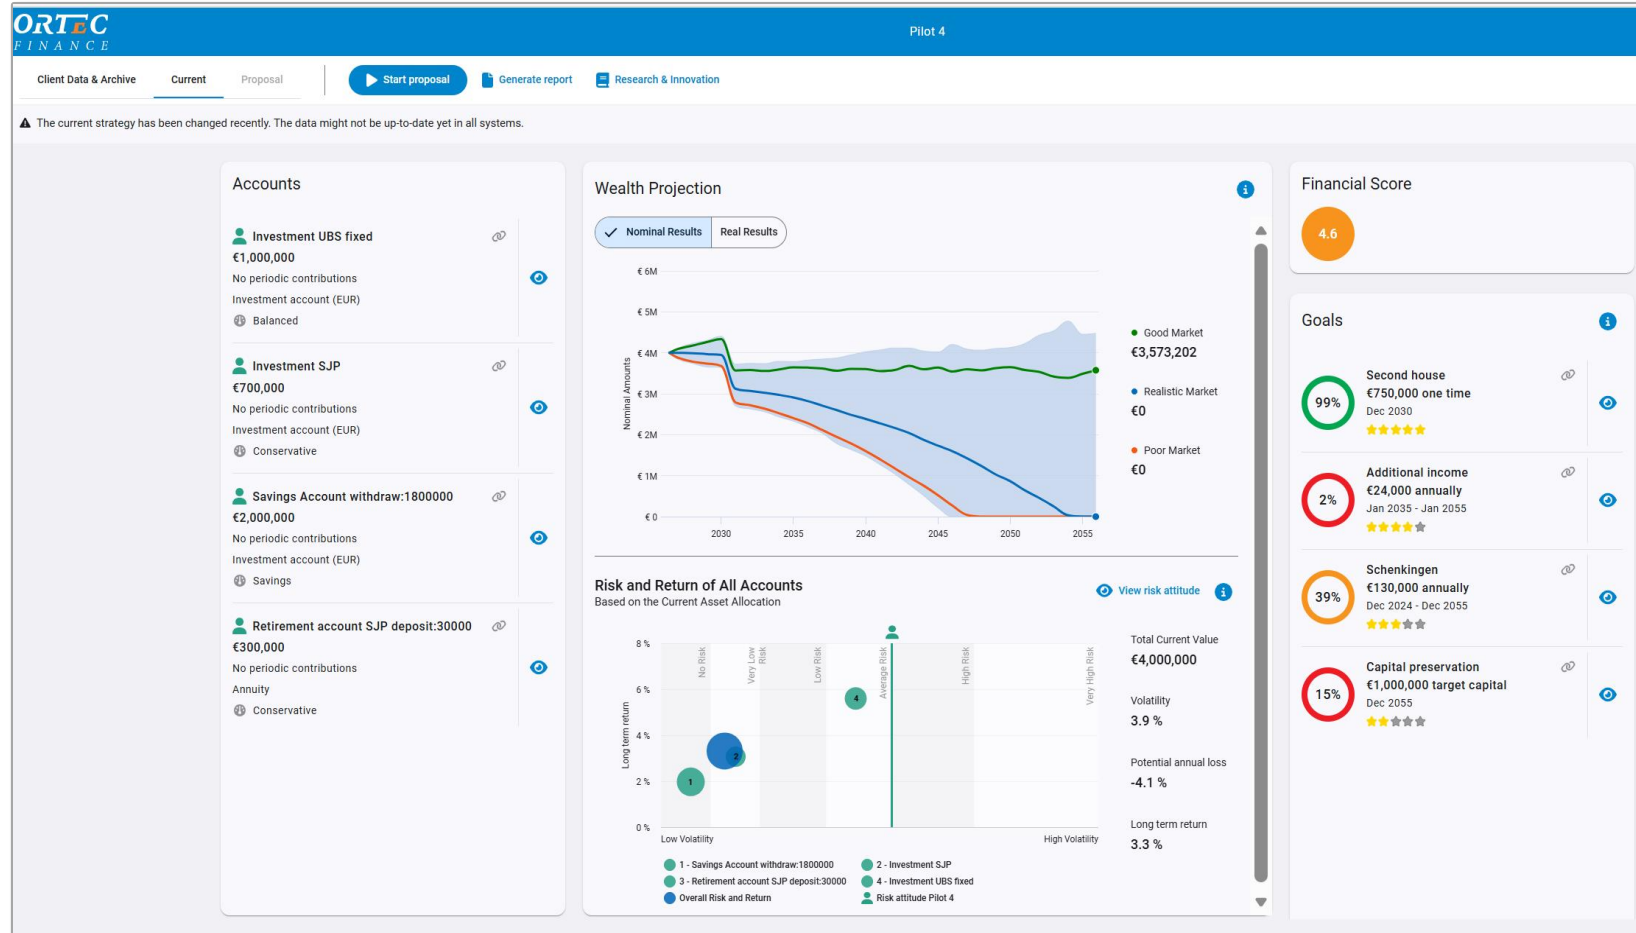 ORTEC
FINANCE
Pilot 4
Client Data & Archive
Current
Proposal
Start proposal
Generate report
Research & Innovation
The current strategy has been changed recently. The data might not be up-to-date yet in all systems.
Accounts
Investment UBS fixed
€1,000,000
No periodic contributions
Investment account (EUR)
Balanced
Investment SJP
€700,000
No periodic contributions
Investment account (EUR)
Conservative
Savings Account withdraw:1800000
€2,000,000
No periodic contributions
Investment account (EUR)
Savings
Retirement account SJP deposit:30000
€300,000
No periodic contributions
Annuity
Conservative
Wealth Projection
Nominal Results
Real Results
€ 6M
€ 5M
€ 4M
€ 3M
€ 2M
€ 1M
€ 0
Nominal Amounts
2030
2035
2040
2045
2050
2055
Good Market
€3,573,202
Realistic Market
€0
Poor Market
€0
Risk and Return of All Accounts
Based on the Current Asset Allocation
View risk attitude
8 %
6 %
4 %
2 %
0 %
Long term return
No Risk
Very Low
Risk
Low Risk
Average Risk
High Risk
Very High Risk
4
2
1
Low Volatility
High Volatility
1 - Savings Account withdraw:1800000
2 - Investment SJP
3 - Retirement account SJP deposit:30000
4 - Investment UBS fixed
Overall Risk and Return
Risk attitude Pilot 4
Total Current Value
€4,000,000
Volatility
3.9 %
Potential annual loss
-4.1 %
Long term return
3.3 %
Financial Score
4.6
Goals
99%
Second house
€750,000 one time
Dec 2030
2%
Additional income
€24,000 annually
Jan 2035 - Jan 2055
39%
Schenkingen
€130,000 annually
Dec 2024 - Dec 2055
15%
Capital preservation
€1,000,000 target capital
Dec 2055